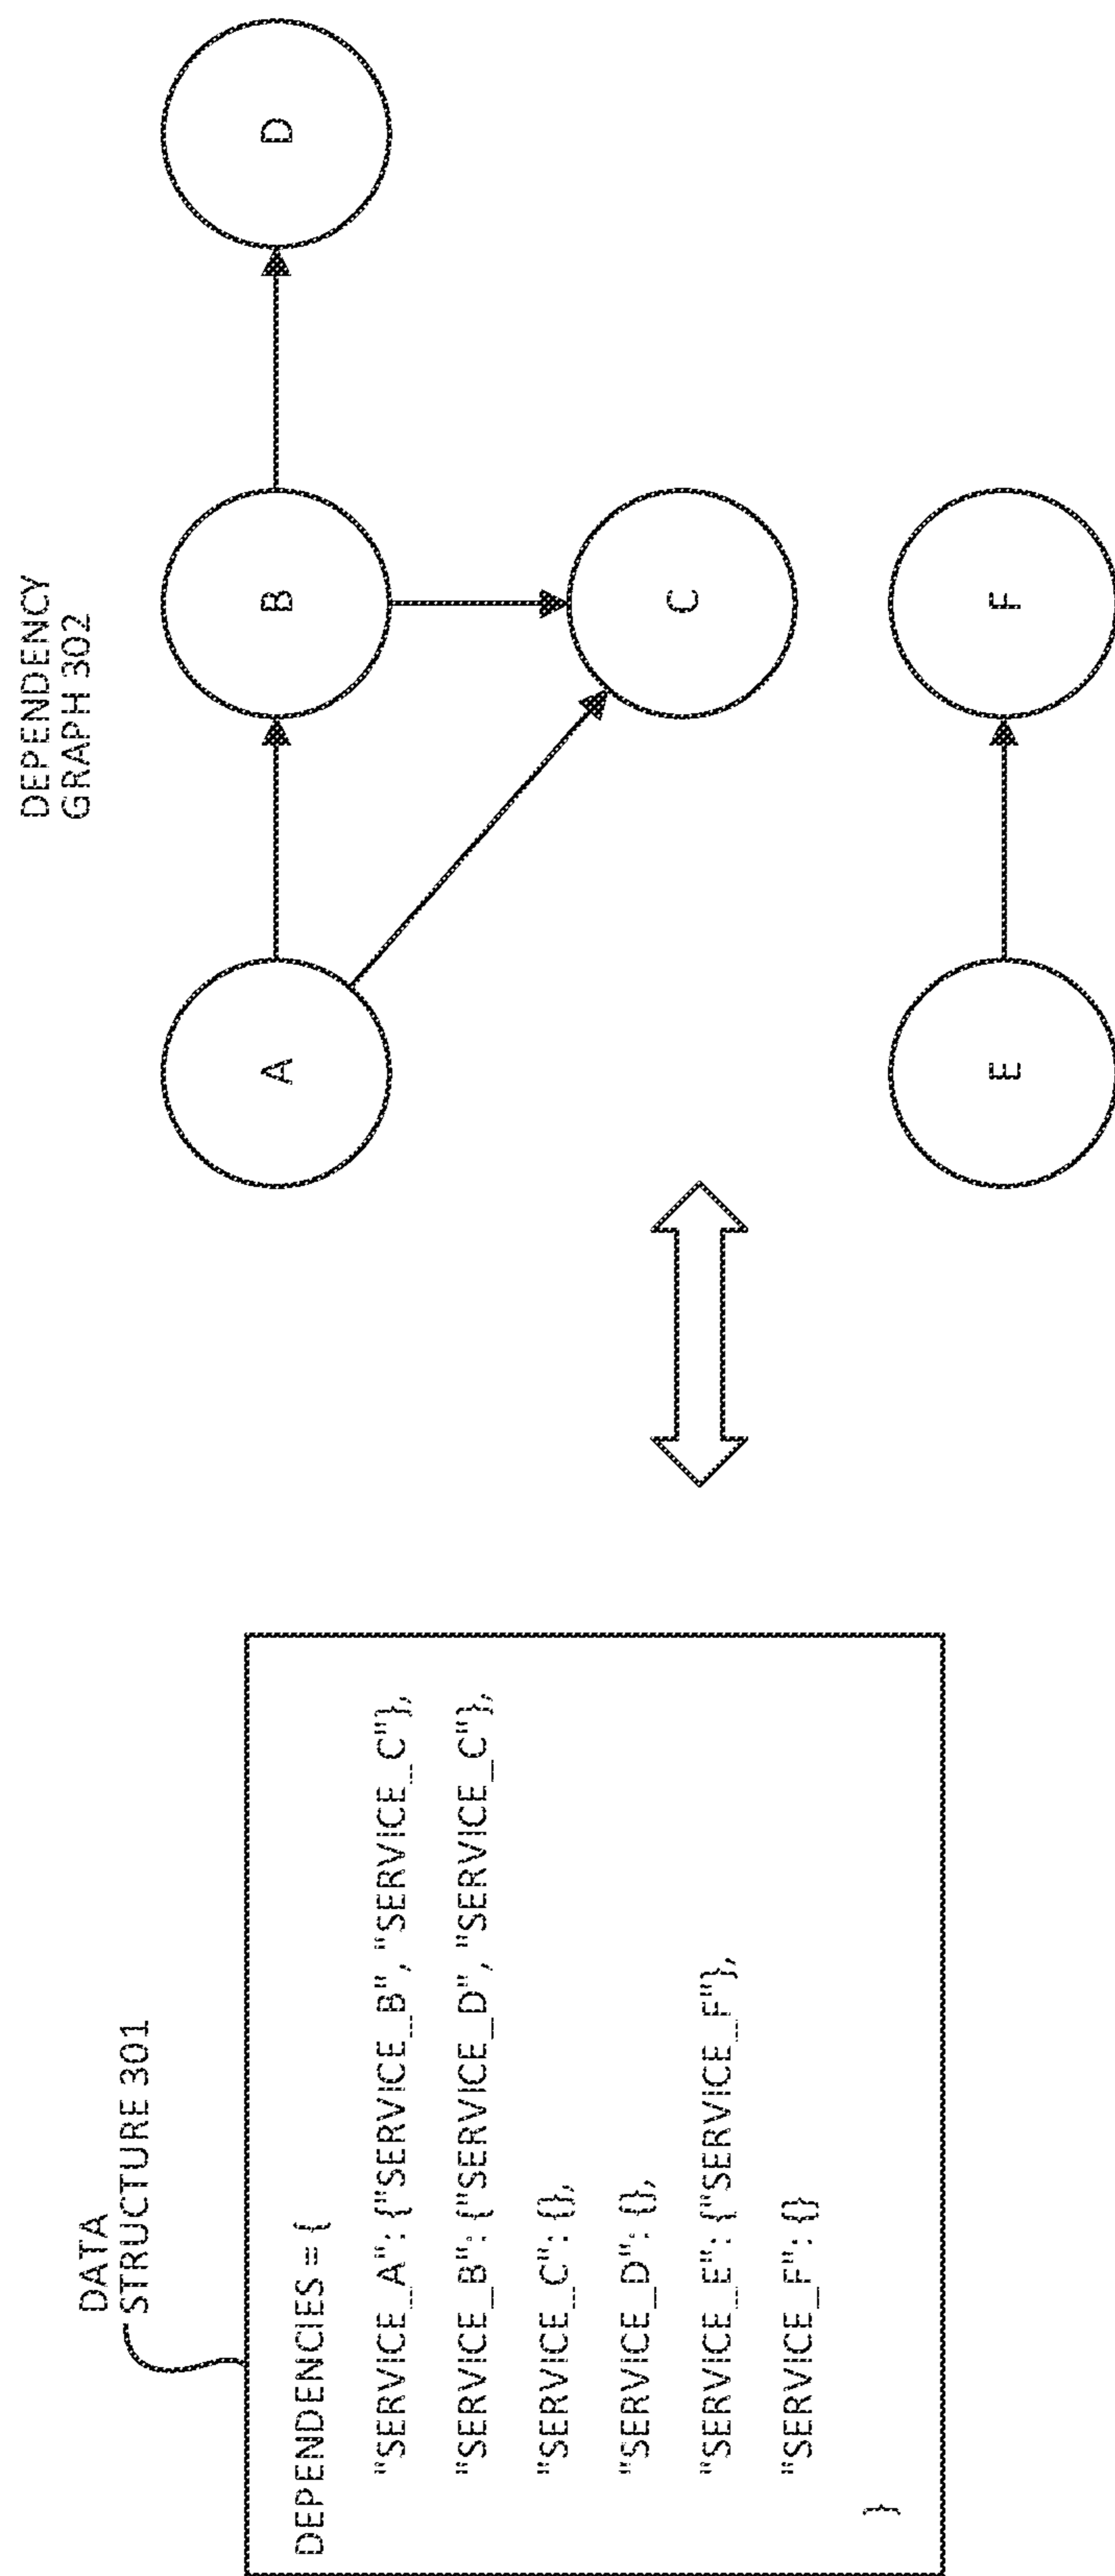 DATA
STRUCTURE 301
DEPENDENCIES = {
"SERVICE_A": {"SERVICE_B", "SERVICE_C"},
"SERVICE_B": {"SERVICE_D", "SERVICE_C"},
"SERVICE_C": {},
"SERVICE_D": {},
"SERVICE_E": {"SERVICE_F"},
"SERVICE_F": {}
}
DEPENDENCY
GRAPH 302
A
B
D
C
E
F